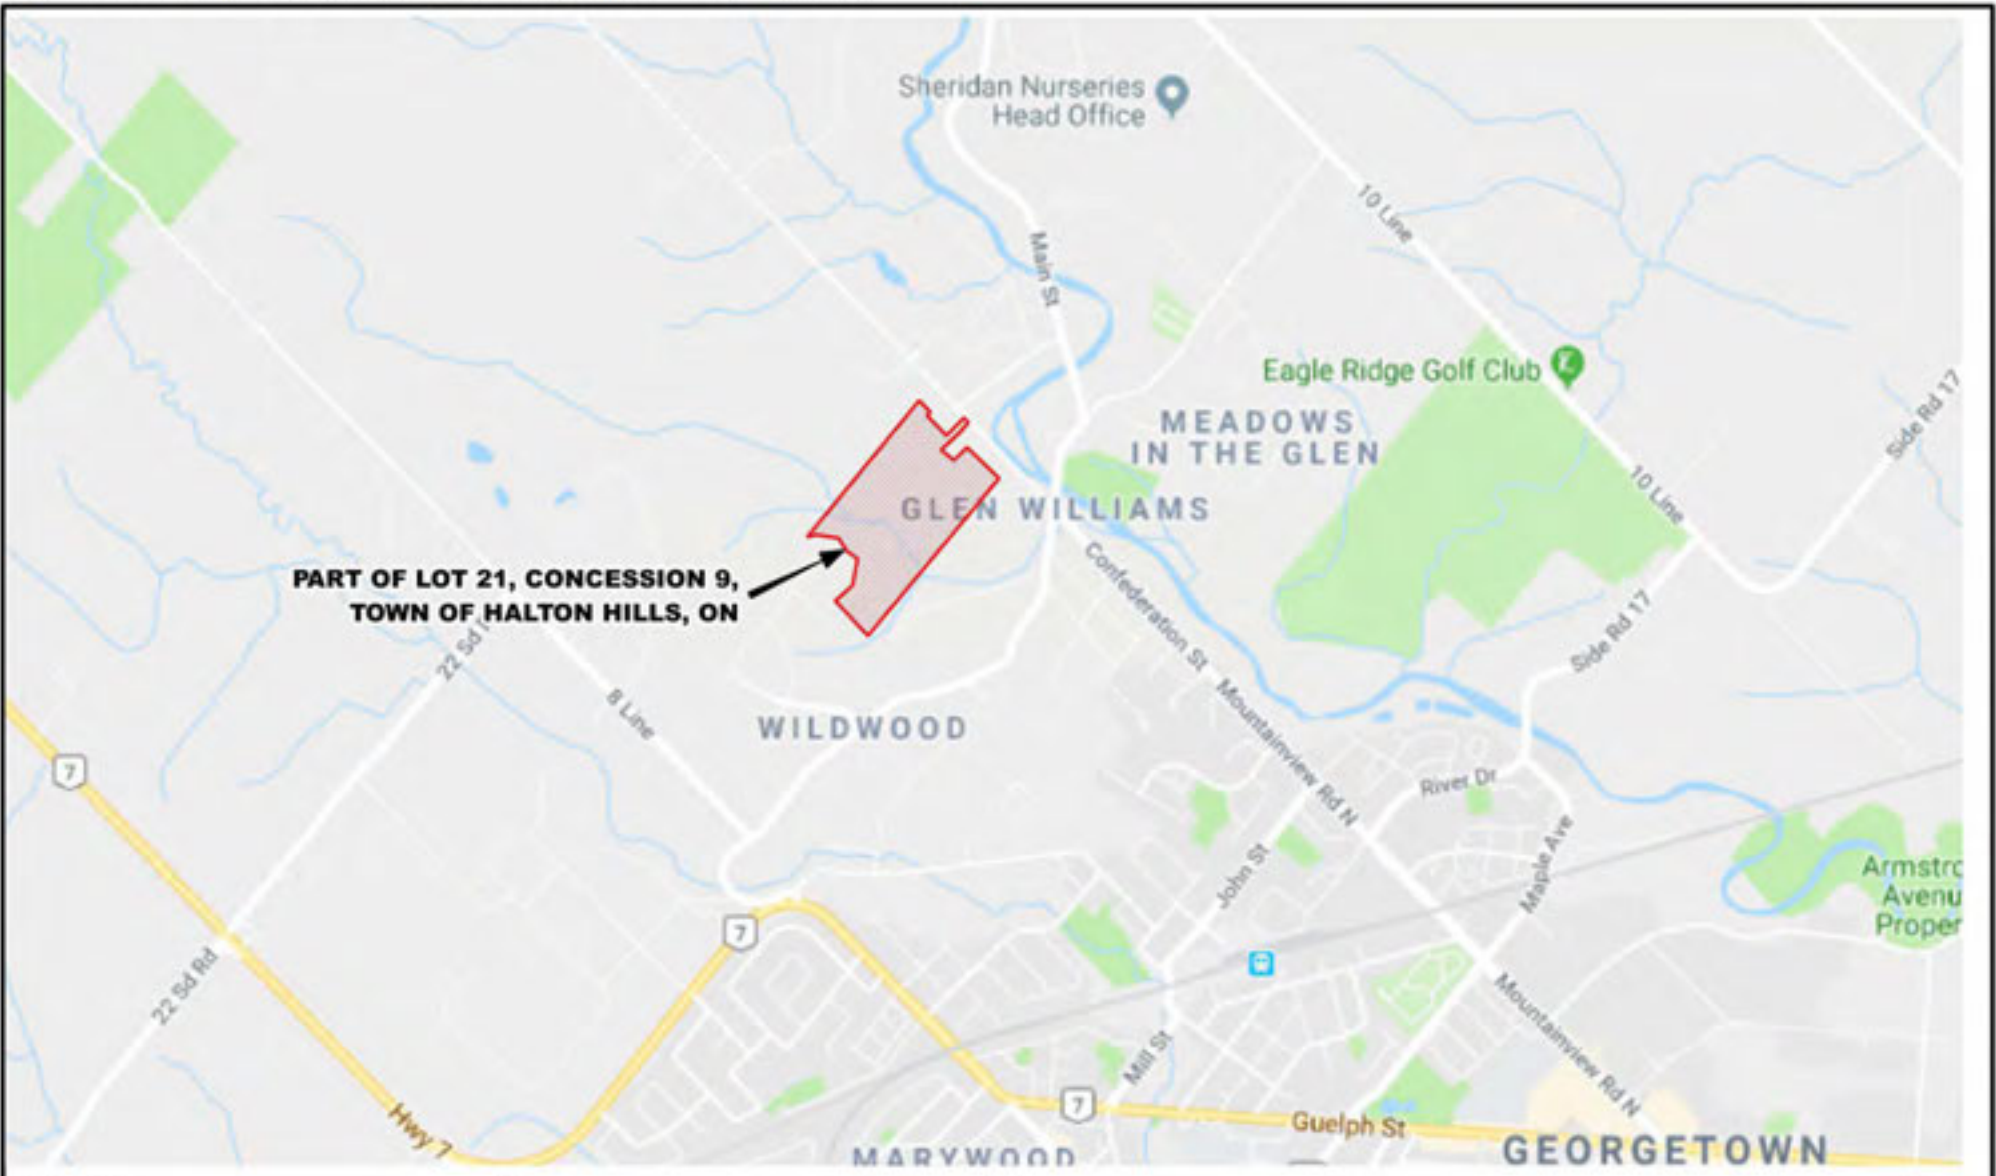 Sheridan Nurseries
Head Office
10 Line
Main St
Eagle Ridge Golf Club
Side Rd 17
MEADOWS
IN THE GLEN
10 Line
GLEN WILLIAMS
PART OF LOT 21, CONCESSION 9,
TOWN OF HALTON HILLS, ON
Confederation St
22 Sd
Side Rd 17
8 Line
WILDWOOD
Mountainview Rd N
7
River Dr
John St
Maple Ave
Armstro
Avenu
Proper
7
22 Sd Rd
Mill St
Mountainview Rd N
Hwy 7
7
Guelph St
MARYWOOD
GEORGETOWN